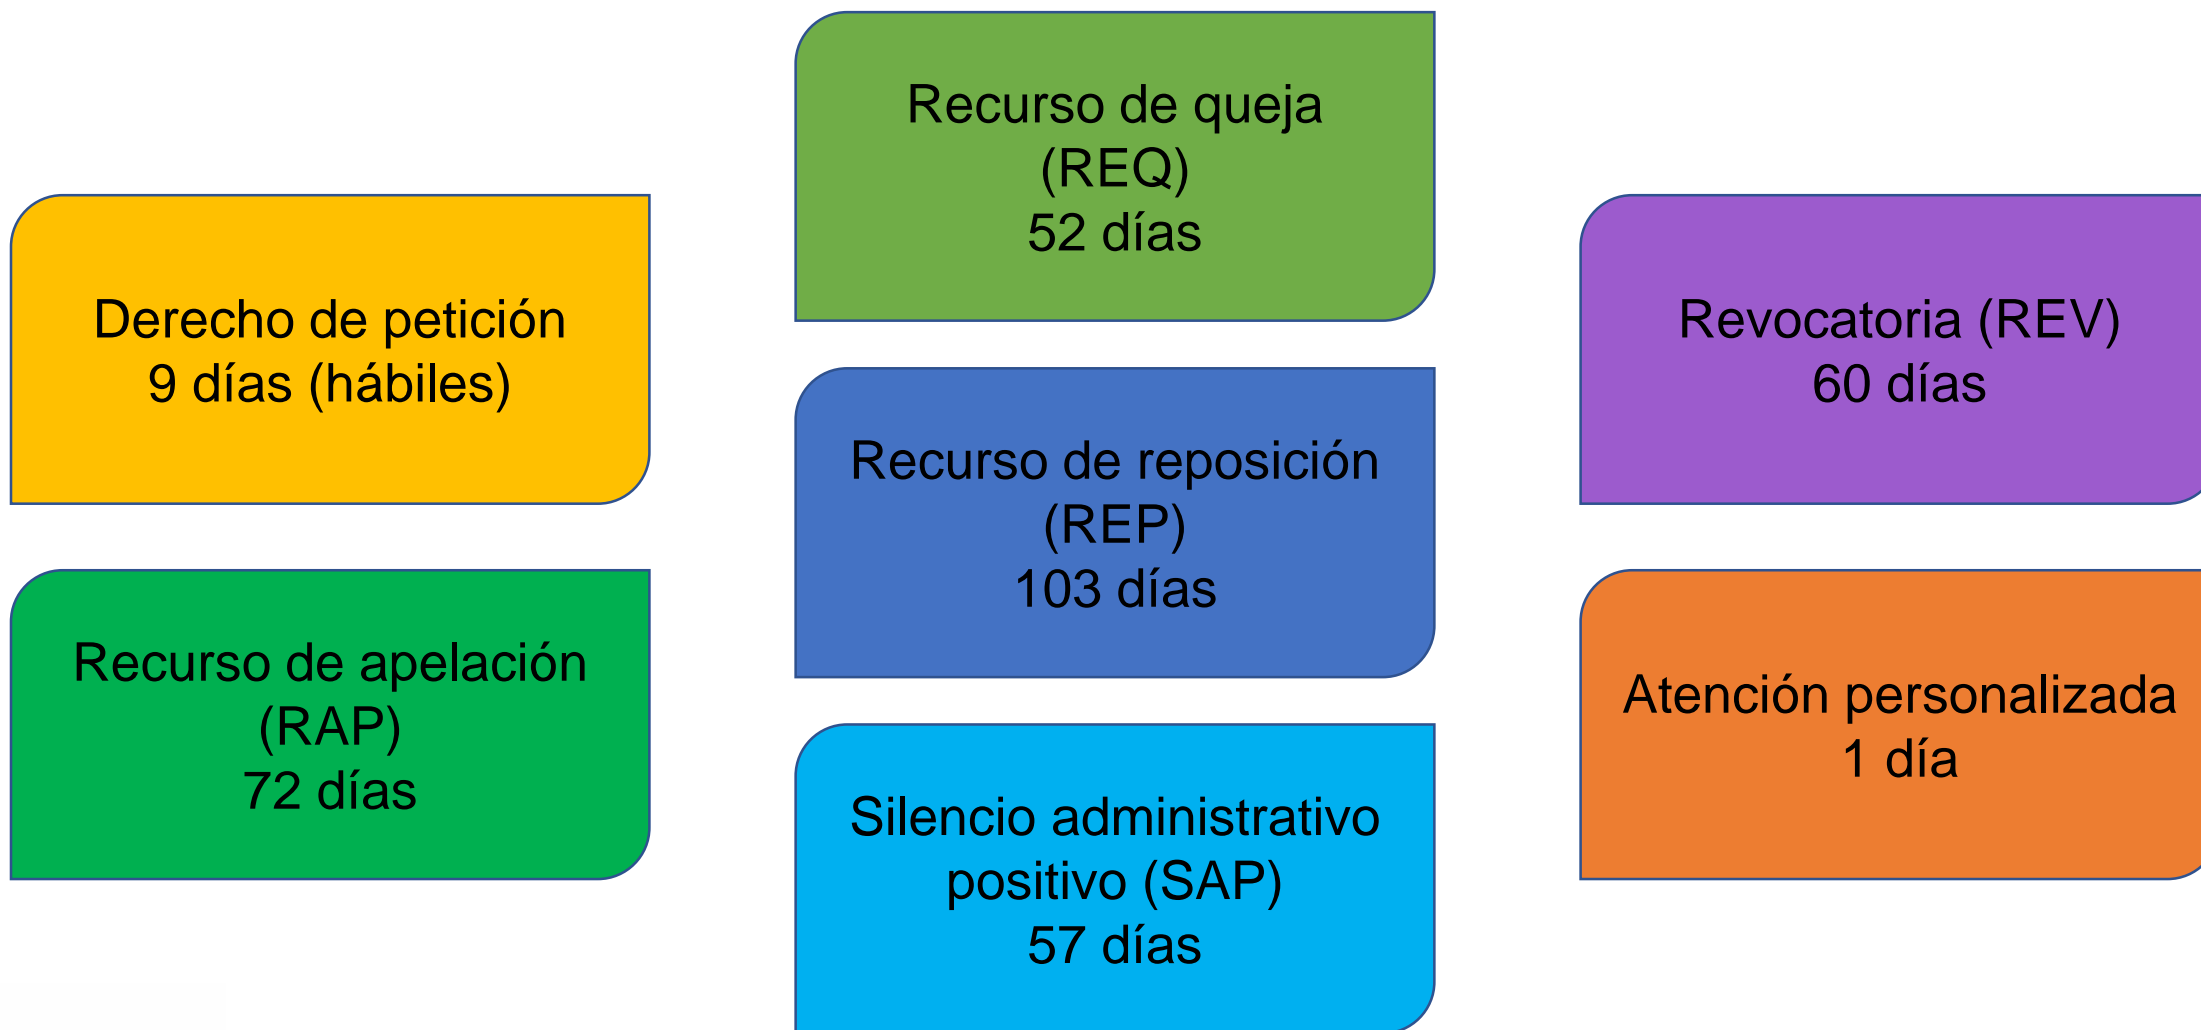 Derecho de petición
9 días (hábiles)
Recurso de apelación
(RAP)
72 días
Recurso de queja
(REQ)
52 días
Recurso de reposición
(REP)
103 días
Silencio administrativo
positivo (SAP)
57 días
Revocatoria (REV)
60 días
Atención personalizada
1 día